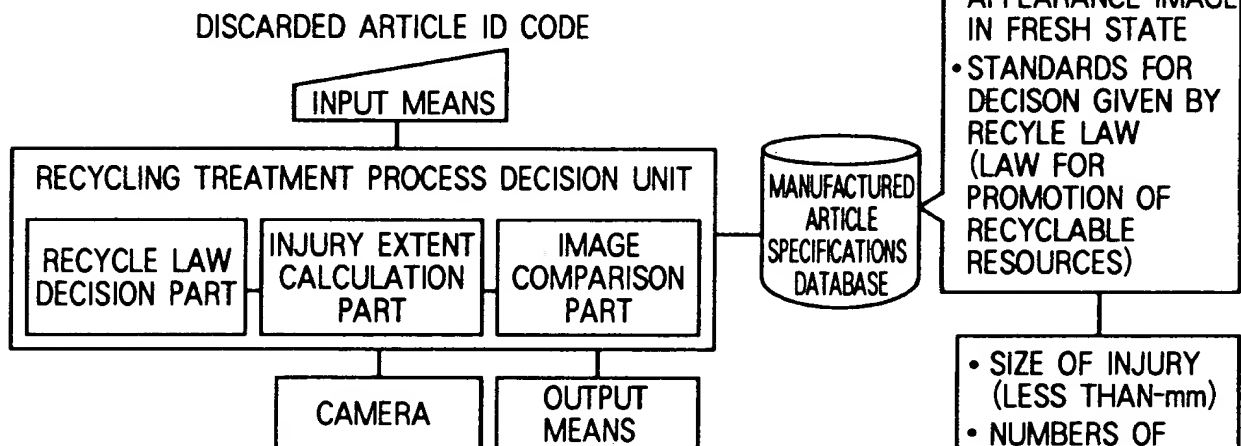 DISCARDED ARTICLE ID CODE
INPUT MEANS
RECYCLING TREATMENT PROCESS DECISION UNIT
RECYCLE LAW
DECISION PART
INJURY EXTENT
CALCULATION
PART
IMAGE
COMPARISON
PART
CAMERA
OUTPUT
MEANS
MANUFACTURED
ARTICLE
SPECIFICATIONS
DATABASE
APPEARANCE IMAGE
IN FRESH STATE
• STANDARDS FOR
DECISON GIVEN BY
RECYLE LAW
(LAW FOR
PROMOTION OF
RECYCLABLE
RESOURCES)
• SIZE OF INJURY
(LESS THAN-mm)
• NUMBERS OF